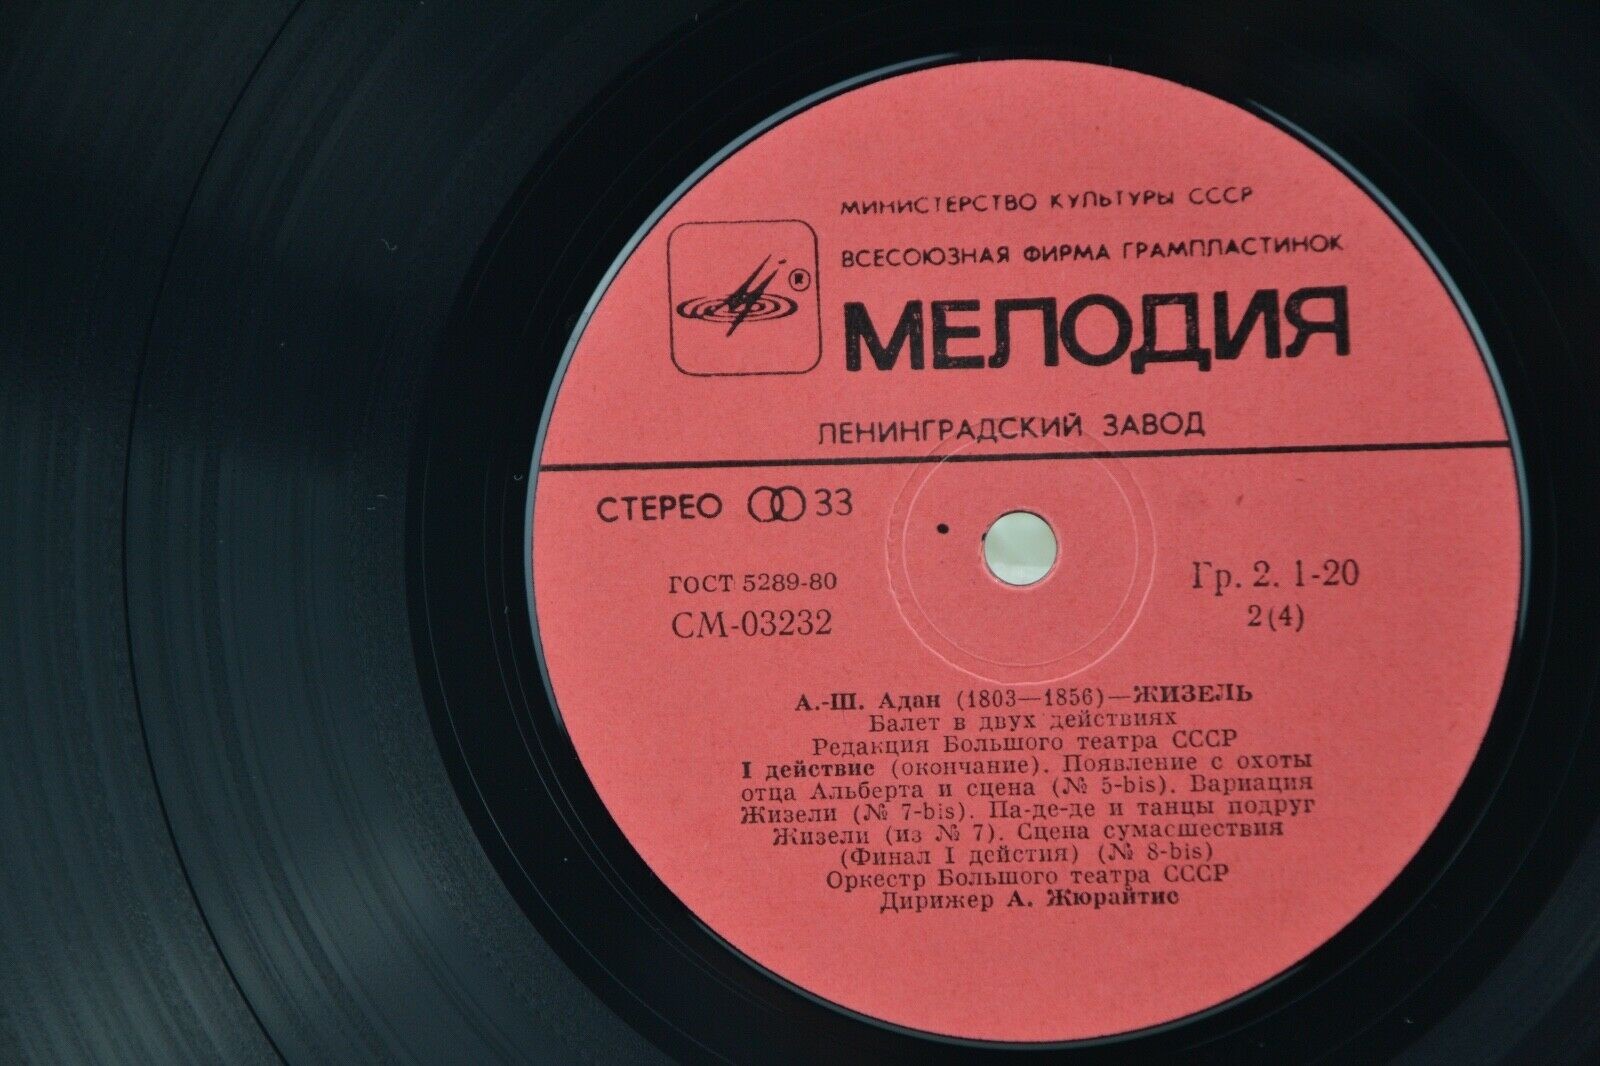 МИНИСТЕРСТВО КУЛЬТУРЫ СССР
ВСЕСОЮЗНАЯ ФИРМА ГРАМПЛАСТИНОК
®
МЕЛОДИЯ
ЛЕНИНГРАДСКИЙ ЗАВОД
СТЕРЕО 33
ГОСТ 5289-80
СМ-03232
Гр. 2. 1-20
2(4)
А.-Ш. Адан (1803—1856)—ЖИЗЕЛЬ
Балет в двух действиях
Редакция Большого театра СССР
I действие (окончание). Появление с охоты
отца Альберта и сцена (№ 5-bis). Вариация
Жизели (№ 7-bis). Па-де-де и танцы подруг
Жизели (из № 7). Сцена сумасшествия
(Финал I действия) (№ 8-bis)
Оркестр Большого театра СССР
Дирижер А. Жюрайтис